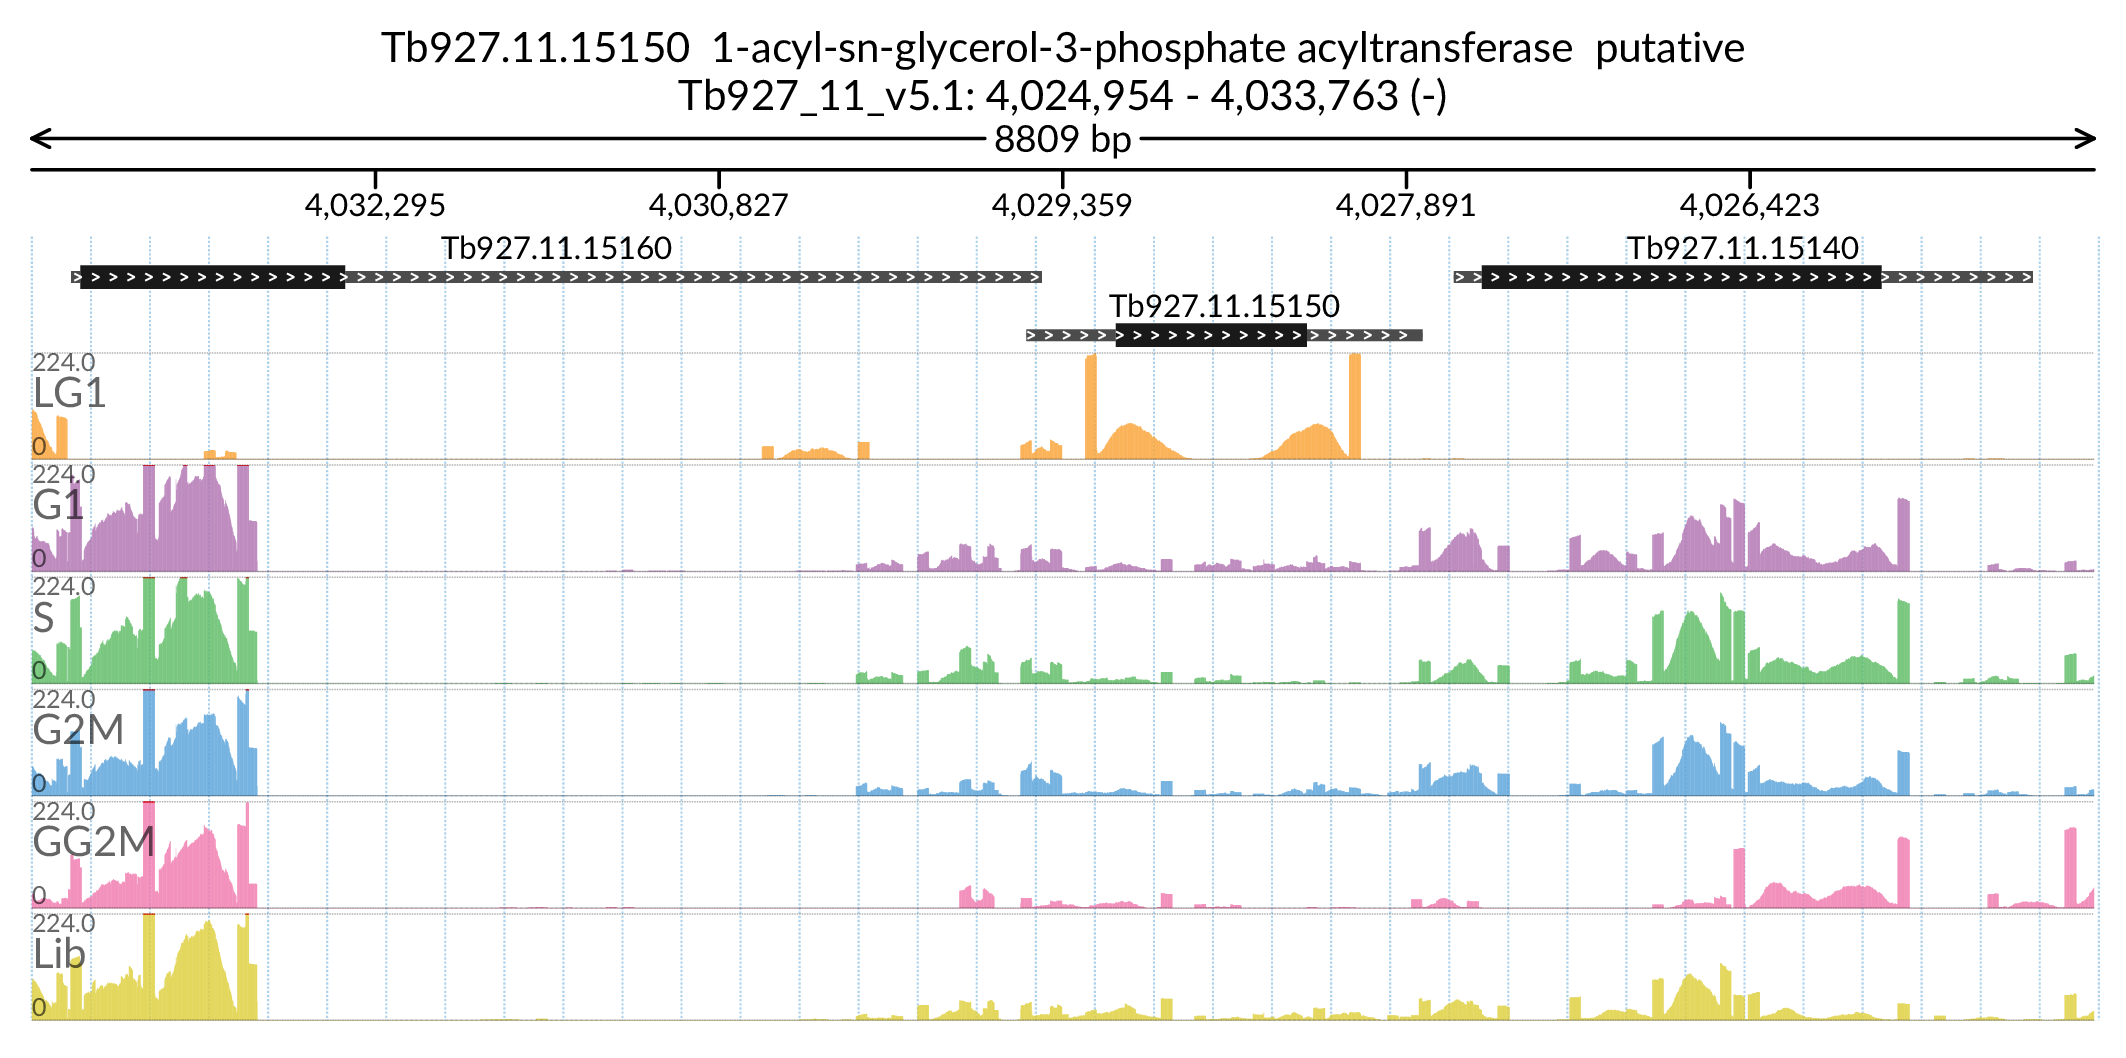 Tb927.11.15150 1-acyl-sn-glycerol-3-phosphate acyltransferase putative
Tb927_11_v5.1: 4,024,954 - 4,033,763 (-)
8809 bp
4,032,295 4,030,827 4,029,359 4,027,891 4,026,423
Tb927.11.15160 Tb927.11.15140
Tb927.11.15150
224.0
LG1
0
224.0
G1
0
224.0
S
0
224.0
G2M
0
224.0
GG2M
0
224.0
Lib
0